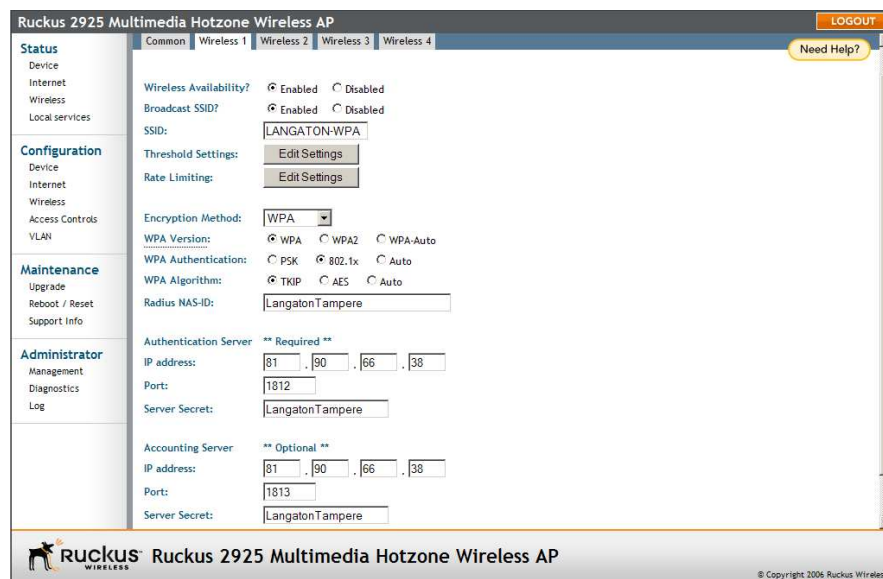 Ruckus 2925 Multimedia Hotzone Wireless AP
LOGOUT
Common Wireless 1 Wireless 2 Wireless 3 Wireless 4
Need Help?
Status
Device
Internet
Wireless
Local services
Configuration
Device
Internet
Wireless
Access Controls
VLAN
Maintenance
Upgrade
Reboot / Reset
Support Info
Administrator
Management
Diagnostics
Log
Wireless Availability? Enabled Disabled
Broadcast SSID? Enabled Disabled
SSID: LANGATON-WPA
Threshold Settings: Edit Settings
Rate Limiting: Edit Settings
Encryption Method: WPA
WPA Version: WPA WPA2 WPA-Auto
WPA Authentication: PSK 802.1x Auto
WPA Algorithm: TKIP AES Auto
Radius NAS-ID: LangatonTampere
Authentication Server ** Required **
IP address: 81 . 90 . 66 . 38
Port: 1812
Server Secret: LangatonTampere
Accounting Server ** Optional **
IP address: 81 . 90 . 66 . 38
Port: 1813
Server Secret: LangatonTampere
RUCKUS WIRELESS Ruckus 2925 Multimedia Hotzone Wireless AP
© Copyright 2006 Ruckus Wireles